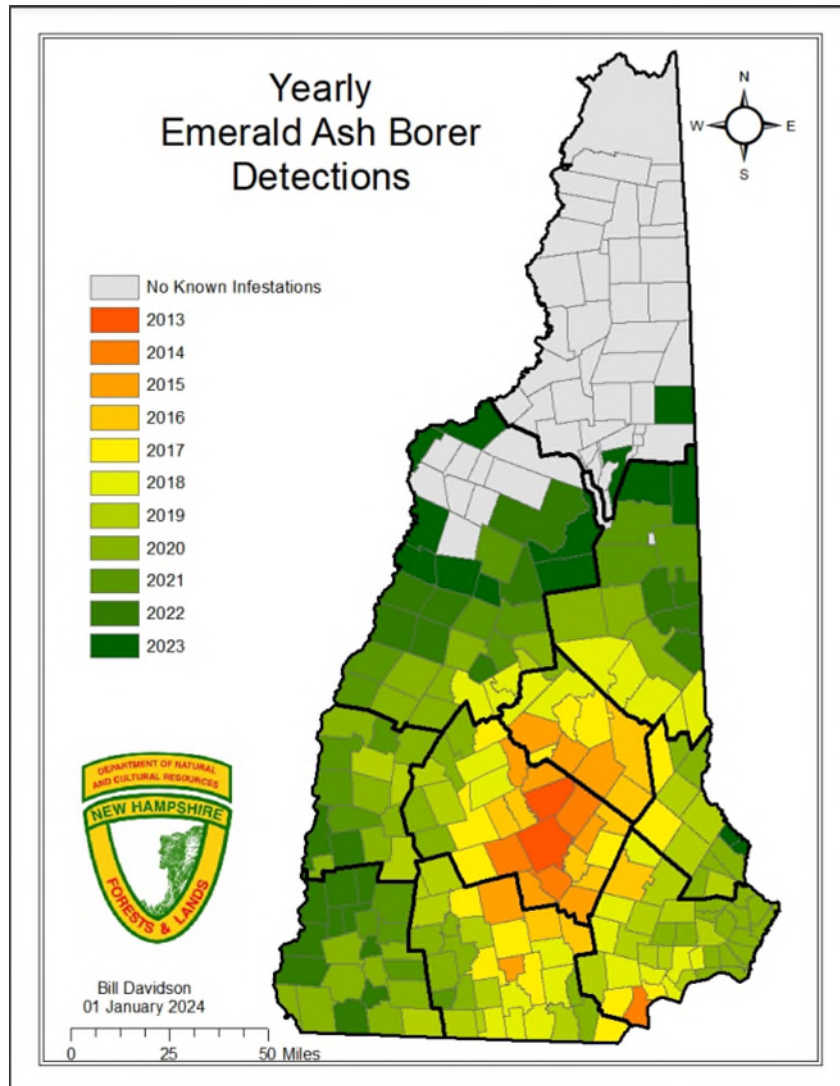 Yearly
Emerald Ash Borer
Detections
N
W
E
S
No Known Infestations
2013
2014
2015
2016
2017
2018
2019
2020
2021
2022
2023
DEPARTMENT OF NATURAL
AND CULTURAL RESOURCES
NEW HAMPSHIRE
FORESTS & LANDS
Bill Davidson
01 January 2024
0 25 50 Miles